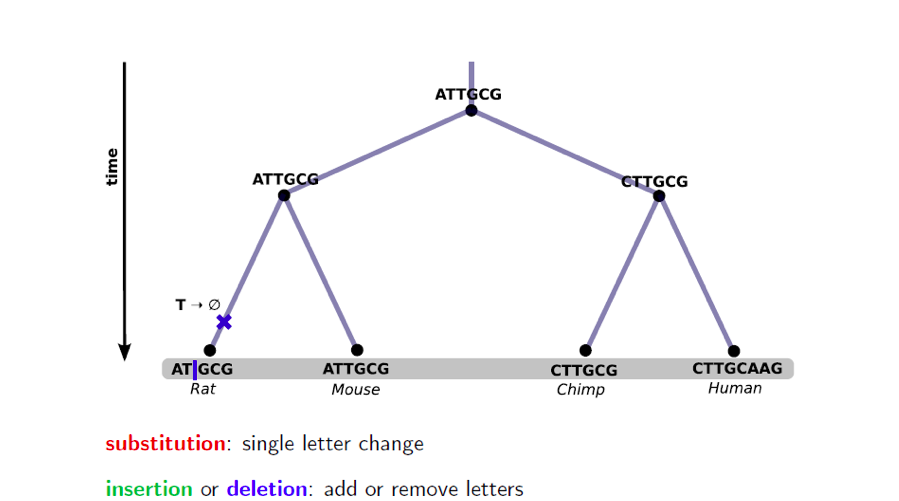 ATTGCG
time
ATTGCG
CTTGCG
T → ∅
AT|GCG ATTGCG CTTGCG CTTGCAAG
Rat Mouse Chimp Human
substitution: single letter change
insertion or deletion: add or remove letters